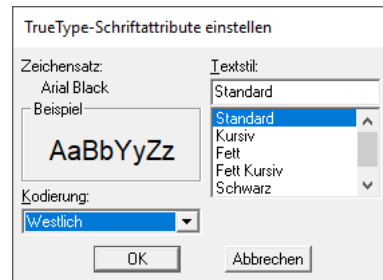 TrueType-Schriftattribute einstellen
Zeichensatz:
Arial Black
Beispiel
AaBbYyZz
Kodierung:
Westlich
Textstil:
Standard
Standard
Kursiv
Fett
Fett Kursiv
Schwarz
OK
Abbrechen